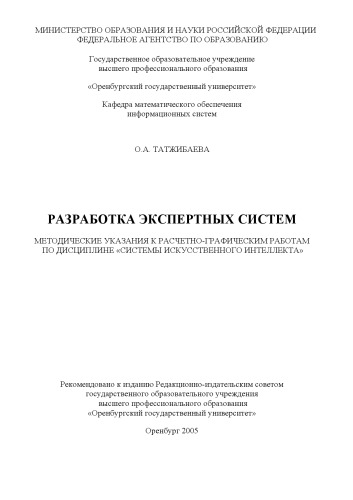 МИНИСТЕРСТВО ОБРАЗОВАНИЯ И НАУКИ РОССИЙСКОЙ ФЕДЕРАЦИИ
ФЕДЕРАЛЬНОЕ АГЕНТСТВО ПО ОБРАЗОВАНИЮ
Государственное образовательное учреждение
высшего профессионального образования
«Оренбургский государственный университет»
Кафедра математического обеспечения
информационных систем
О.А. ТАТЖИБАЕВА
РАЗРАБОТКА ЭКСПЕРТНЫХ СИСТЕМ
МЕТОДИЧЕСКИЕ УКАЗАНИЯ К РАСЧЕТНО-ГРАФИЧЕСКИМ РАБОТАМ
ПО ДИСЦИПЛИНЕ «СИСТЕМЫ ИСКУССТВЕННОГО ИНТЕЛЛЕКТА»
Рекомендовано к изданию Редакционно-издательским советом
государственного образовательного учреждения
высшего профессионального образования
«Оренбургский государственный университет»
Оренбург 2005